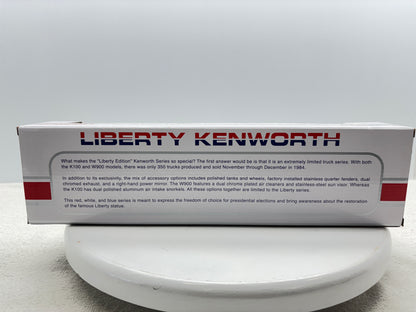 LIBERTY KENWORTH
What makes the "Liberty Edition" Kenworth Series so special? The first answer would be is that it is an extremely limited truck series. With both
the K100 and W900 models, there was only 350 trucks produced and sold November through December in 1984.
In addition to its exclusivity, the mix of accessory options includes polished tanks and wheels, factory installed stainless quarter fenders, dual
chromed exhaust, and a right-hand power mirror. The W900 features a dual chrome plated air cleaners and stainless-steel sun visor. Whereas
the K100 has dual polished aluminum air intake snorkels. All these options together are limited to the Liberty series.
This red, white, and blue series is meant to express the freedom of choice for presidential elections and bring awareness about the restoration
of the famous Liberty statue.